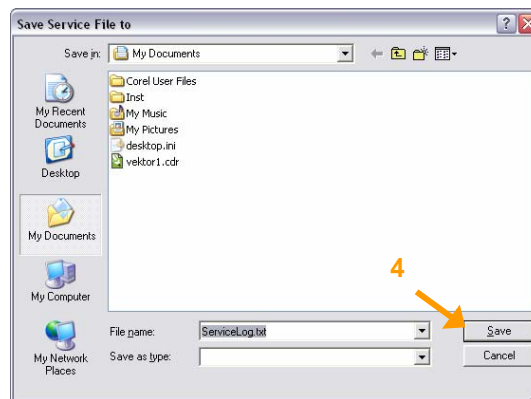 Save Service File to
Save in:
My Documents
My Recent
Documents
Desktop
My Documents
My Computer
My Network
Places
Corel User Files
Inst
My Music
My Pictures
desktop.ini
vektor1.cdr
4
File name:
ServiceLog.txt
Save
Save as type:
Cancel